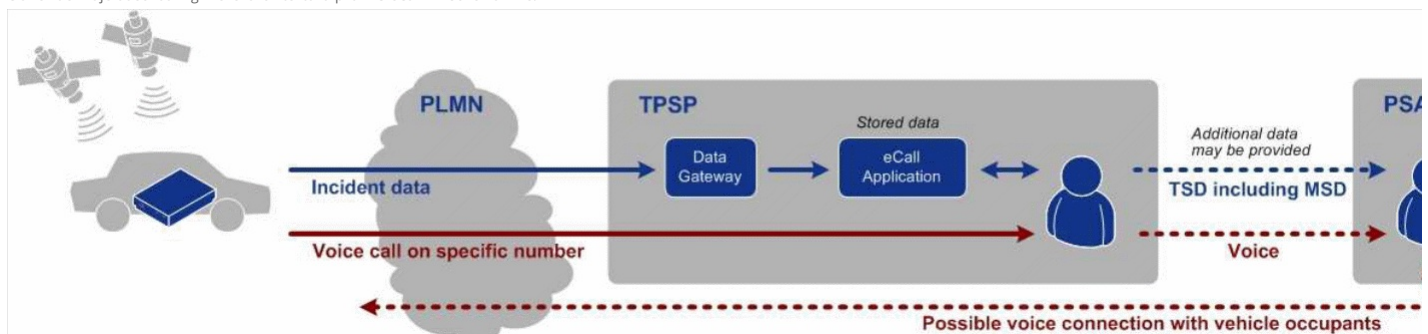 PLMN
TPSP
PSA
Stored data
Data
Gateway
eCall
Application
Additional data
may be provided
Incident data
TSD including MSD
Voice call on specific number
Voice
Possible voice connection with vehicle occupants